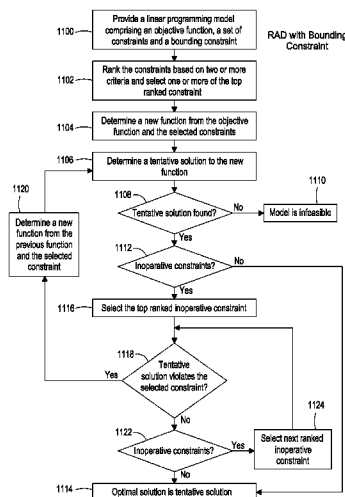 1100
Provide a linear programming model
comprising an objective function, a set of
constraints and a bounding constraint
RAD with Bounding
Constraint
1102
Rank the constraints based on two or more
criteria and select one or more of the top
ranked constraint
1104
Determine a new function from the objective
function and the selected constraints
1106
Determine a tentative solution to the new
function
1108
Tentative solution found?
No
1110
Model is infeasible
Yes
1120
Determine a new
function from the
previous function
and the selected
constraint
1112
Inoperative constraints?
No
Yes
1116
Select the top ranked inoperative constraint
1118
Tentative
solution violates the
selected constraint?
Yes
No
1122
Inoperative constraints?
Yes
1124
Select next ranked
inoperative
constraint
No
1114
Optimal solution is tentative solution